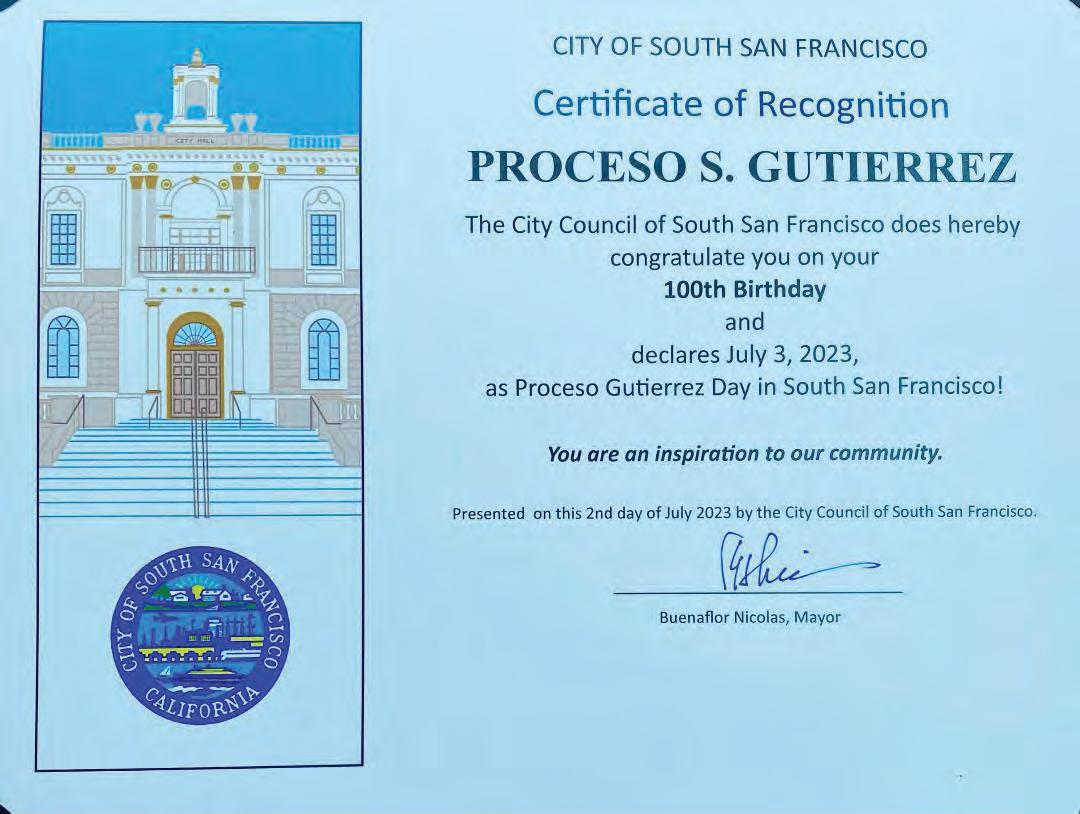 CITY OF SOUTH SAN FRANCISCO
Certificate of Recognition
PROCESO S. GUTIERREZ
The City Council of South San Francisco does hereby
congratulate you on your
100th Birthday
and
declares July 3, 2023,
as Proceso Gutierrez Day in South San Francisco!
You are an inspiration to our community.
Presented on this 2nd day of July 2023 by the City Council of South San Francisco.
Buenaflor Nicolas, Mayor
CITY HALL
CITY OF SOUTH SAN FRANCISCO
CALIFORNIA